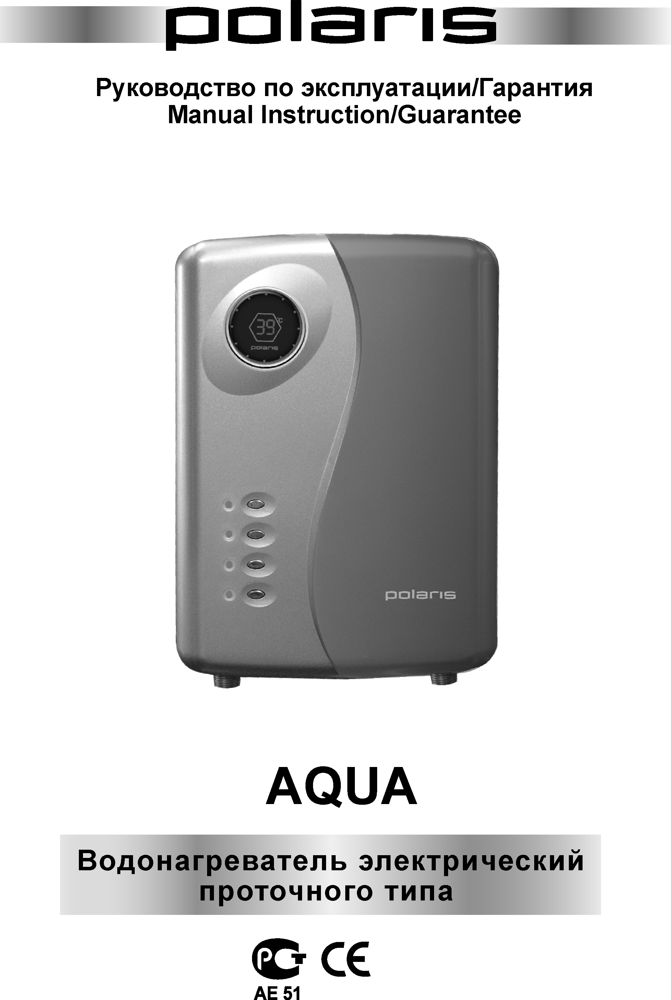 polaris
Руководство по эксплуатации/Гарантия
Manual Instruction/Guarantee
39 °C
polaris
polaris
AQUA
Водонагреватель электрический
проточного типа
РСТ CE
AE 51